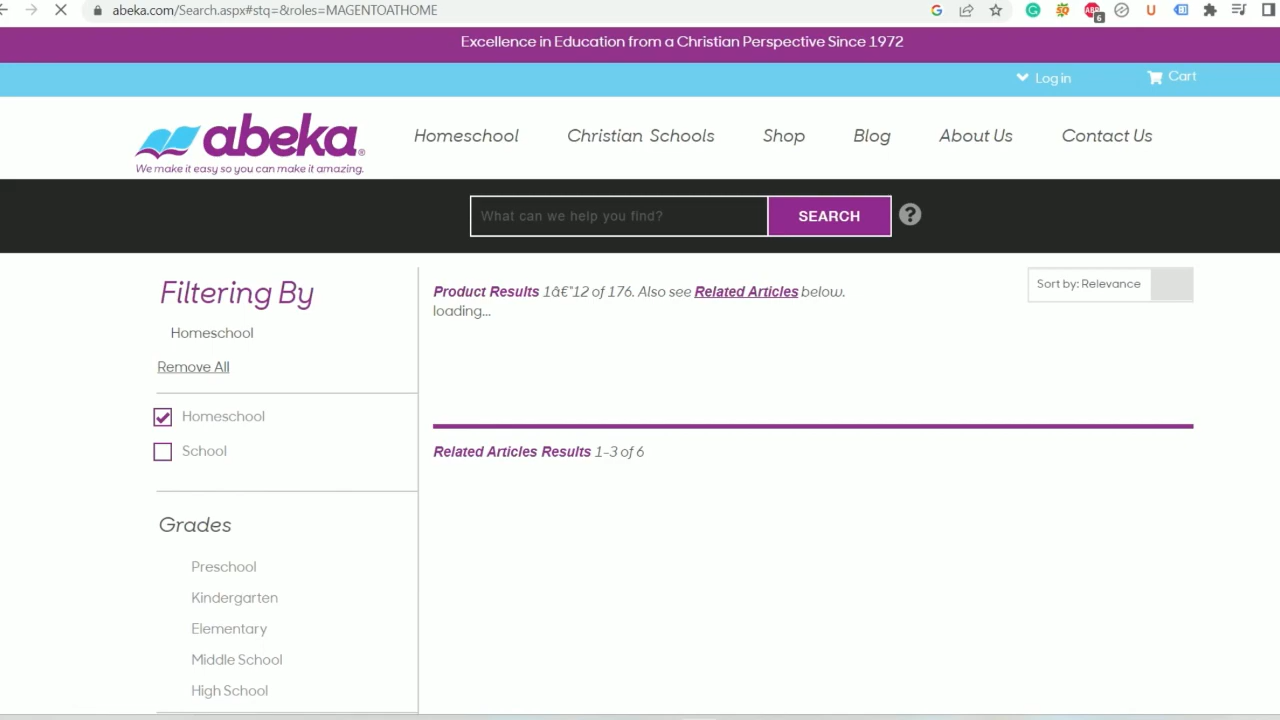 abeka.com/Search.aspx#stq=&roles=MAGENTOATHOME
6
Excellence in Education from a Christian Perspective Since 1972
Log in
Cart
abeka®
We make it easy so you can make it amazing.
Homeschool Christian Schools Shop Blog About Us Contact Us
What can we help you find?
SEARCH
?
Filtering By
Homeschool
Remove All
Homeschool
School
Grades
Preschool
Kindergarten
Elementary
Middle School
High School
Product Results 1â€"12 of 176. Also see Related Articles below.
loading...
Sort by: Relevance
Related Articles Results 1–3 of 6